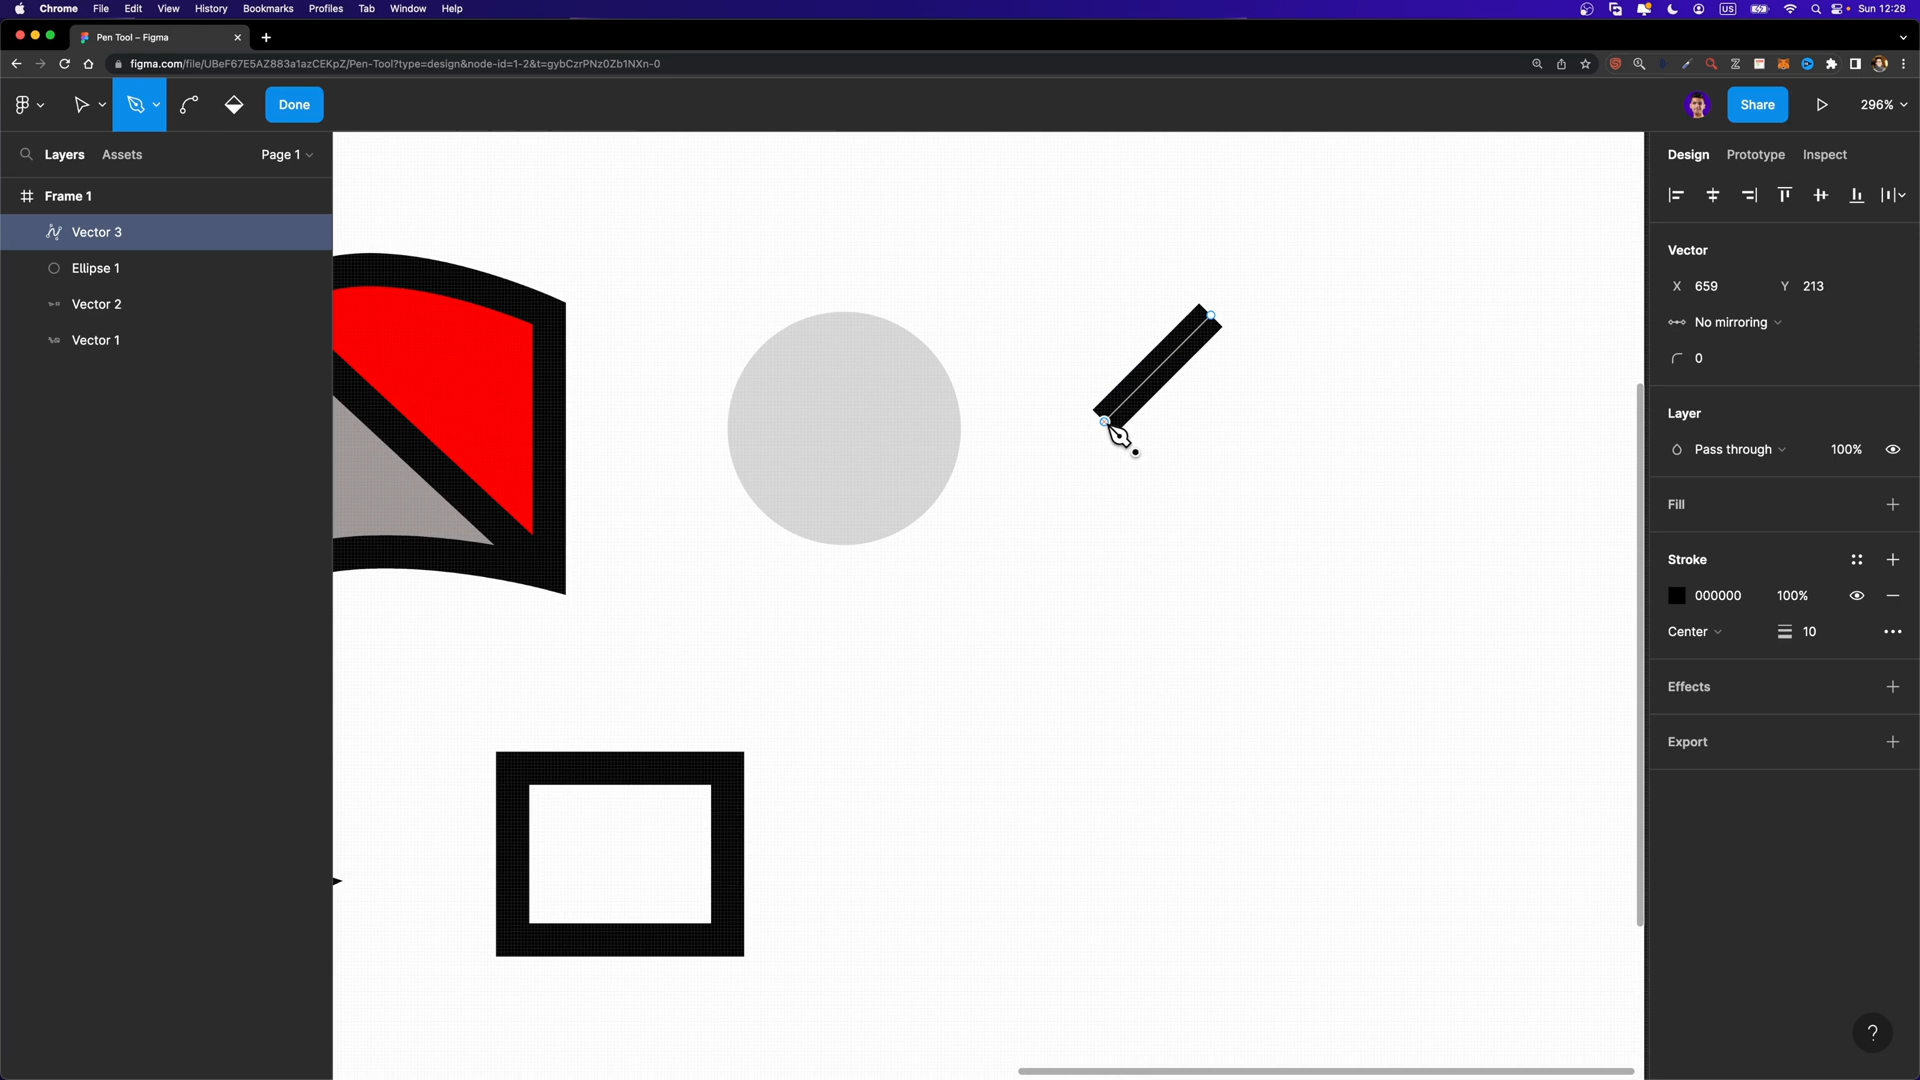 Chrome File Edit View History Bookmarks Profiles Tab Window Help US Sun 12:28
Pen Tool – Figma
figma.com/file/UBeF67E5AZ883a1azCEKpZ/Pen-Tool?type=design&node-id=1-2&t=gybCzrPNz0Zb1NXn-0
Done Share 296%
Layers Assets Page 1 Design Prototype Inspect
Frame 1
Vector 3
Ellipse 1
Vector 2
Vector 1
Vector
X 659 Y 213
No mirroring
0
Layer
Pass through 100%
Fill
Stroke
000000 100%
Center 10
Effects
Export
?